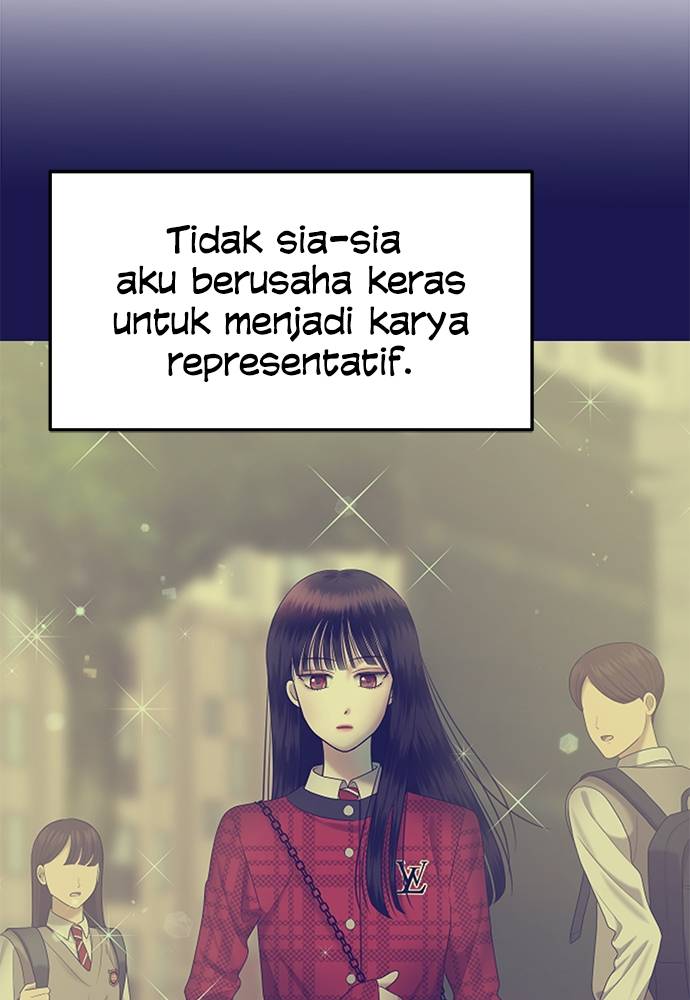 Tidak sia-sia
aku berusaha keras
untuk menjadi karya
representatif.